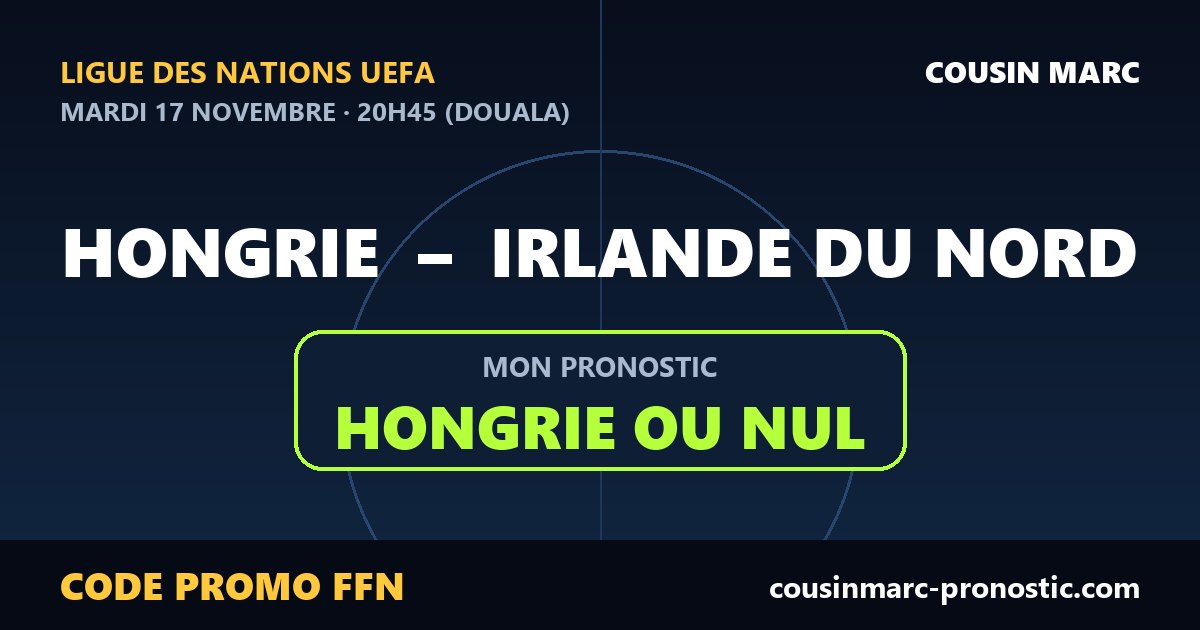 LIGUE DES NATIONS UEFA
COUSIN MARC
MARDI 17 NOVEMBRE · 20H45 (DOUALA)
HONGRIE – IRLANDE DU NORD
MON PRONOSTIC
HONGRIE OU NUL
CODE PROMO FFN
cousinmarc-pronostic.com